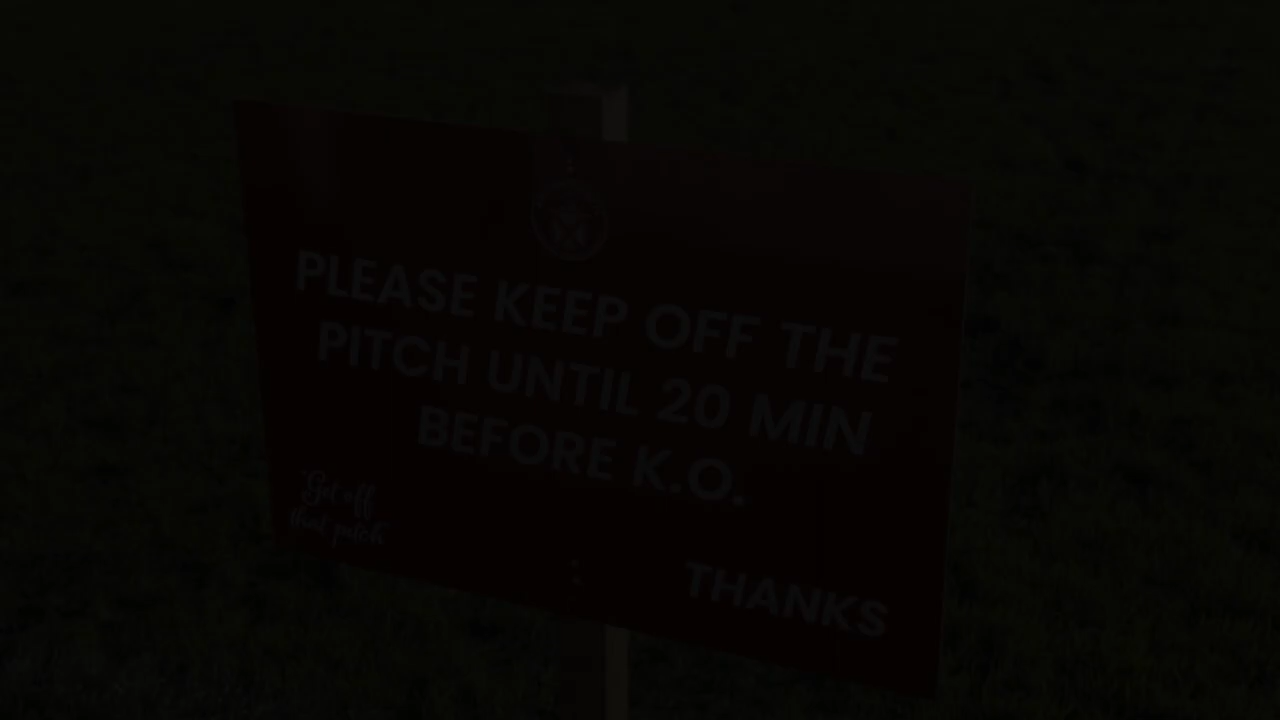 PLEASE KEEP OFF THE
PITCH UNTIL 20 MIN
BEFORE K.O.
"Get off
that pitch"
THANKS